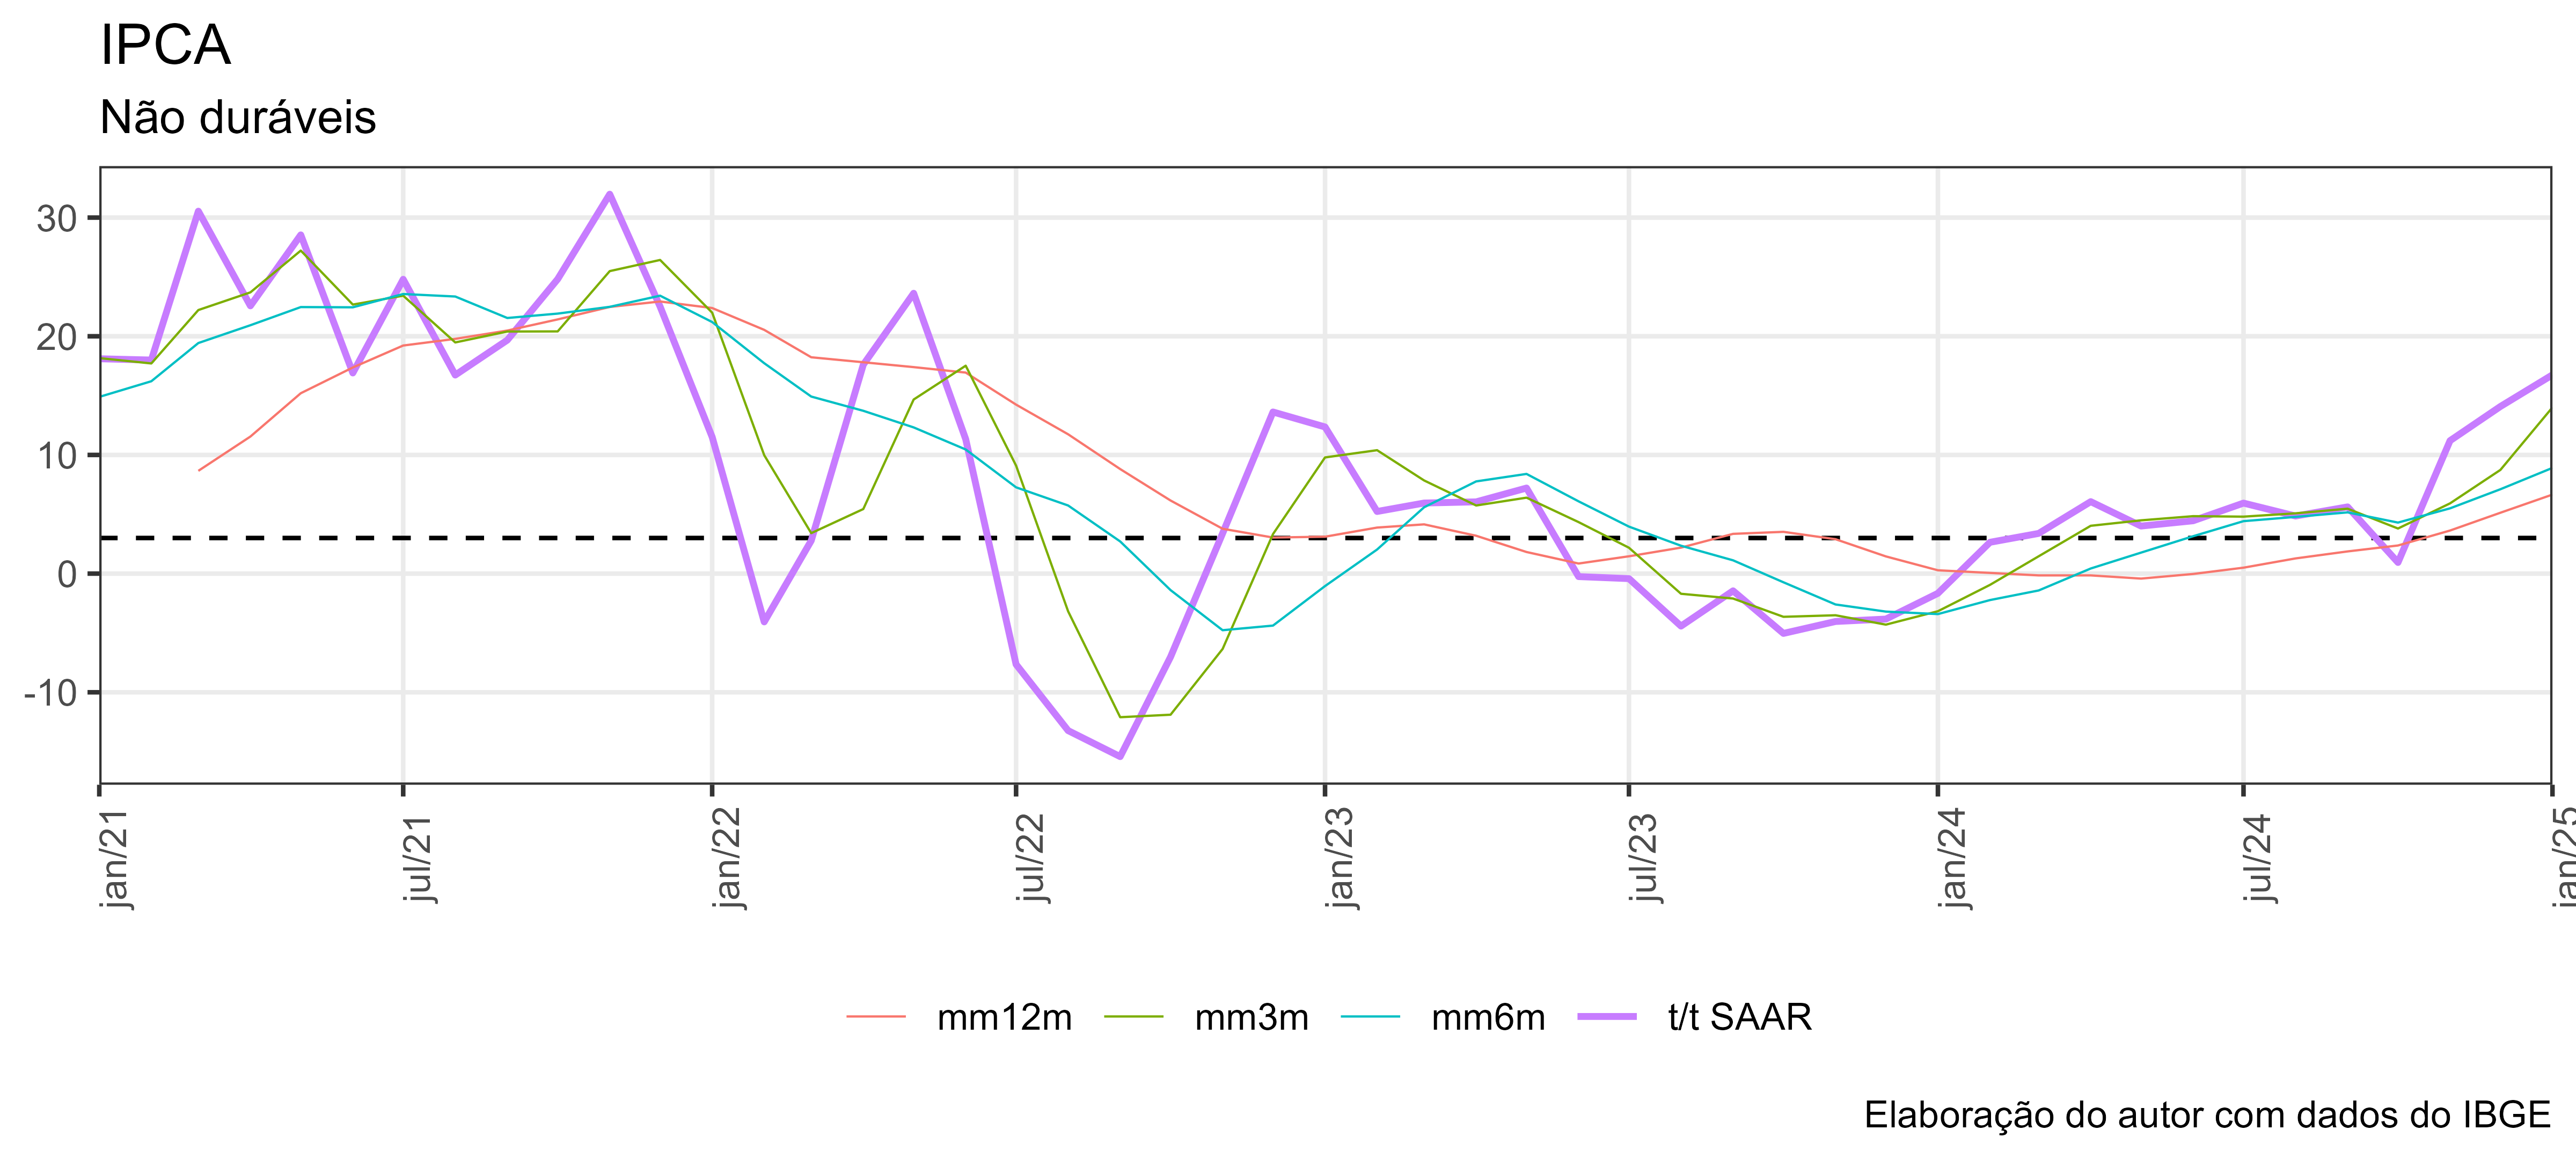 IPCA
Não duráveis
30
20
10
0
-10
jan/21
jul/21
jan/22
jul/22
jan/23
jul/23
jan/24
jul/24
jan/25
mm12m mm3m mm6m t/t SAAR
Elaboração do autor com dados do IBGE